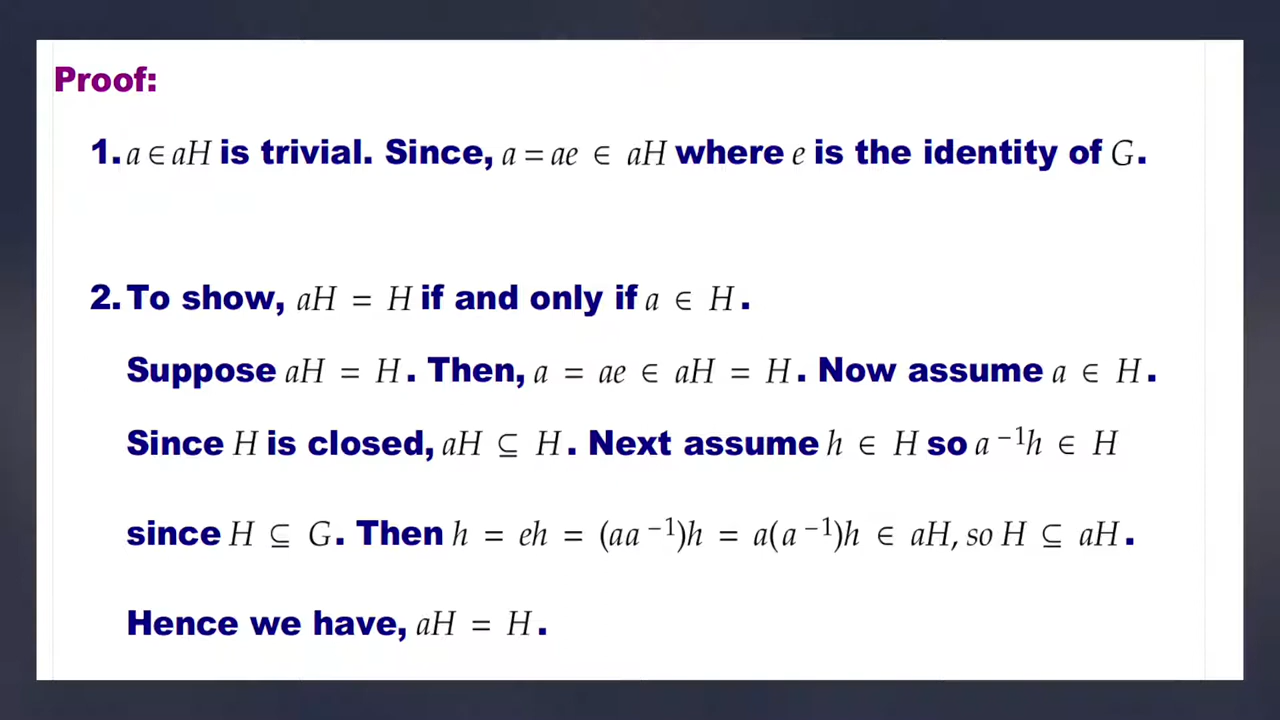 Proof:
1. a ∈ aH is trivial. Since, a = ae ∈ aH where e is the identity of G.
2. To show, aH = H if and only if a ∈ H.
Suppose aH = H. Then, a = ae ∈ aH = H. Now assume a ∈ H.
Since H is closed, aH ⊆ H. Next assume h ∈ H so a⁻¹h ∈ H
since H ⊆ G. Then h = eh = (aa⁻¹)h = a(a⁻¹)h ∈ aH, so H ⊆ aH.
Hence we have, aH = H.